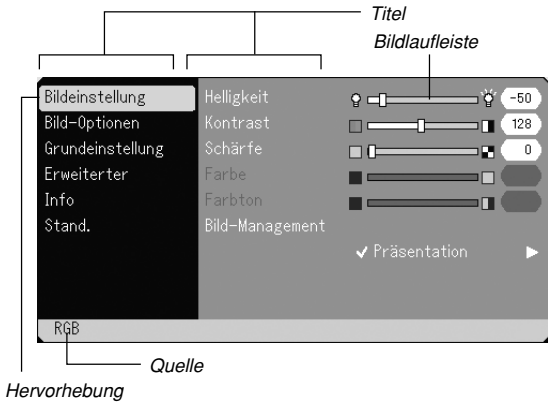 Titel
Bildlaufleiste
Bildeinstellung
Bild-Optionen
Grundeinstellung
Erweiterter
Info
Stand.
Helligkeit -50
Kontrast 128
Schärfe 0
Farbe
Farbton
Bild-Management
Präsentation
RGB
Quelle
Hervorhebung